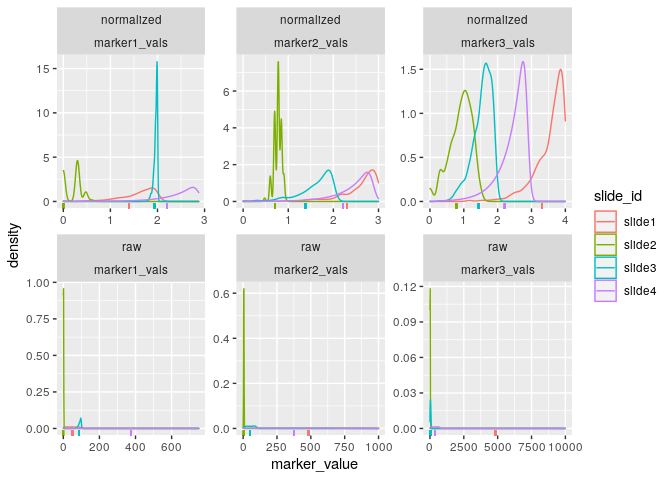 normalized normalized normalized
marker1_vals marker2_vals marker3_vals
15
10
5
0
0 1 2 3
6
4
2
0
0 1 2 3
1.5
1.0
0.5
0.0
0 1 2 3 4
density
raw raw raw
marker1_vals marker2_vals marker3_vals
1.00
0.75
0.50
0.25
0.00
0 200 400 600
0.6
0.4
0.2
0.0
0 250 500 750 1000
0.12
0.09
0.06
0.03
0.00
0 2500 5000 7500 10000
marker_value
slide_id
slide1
slide2
slide3
slide4